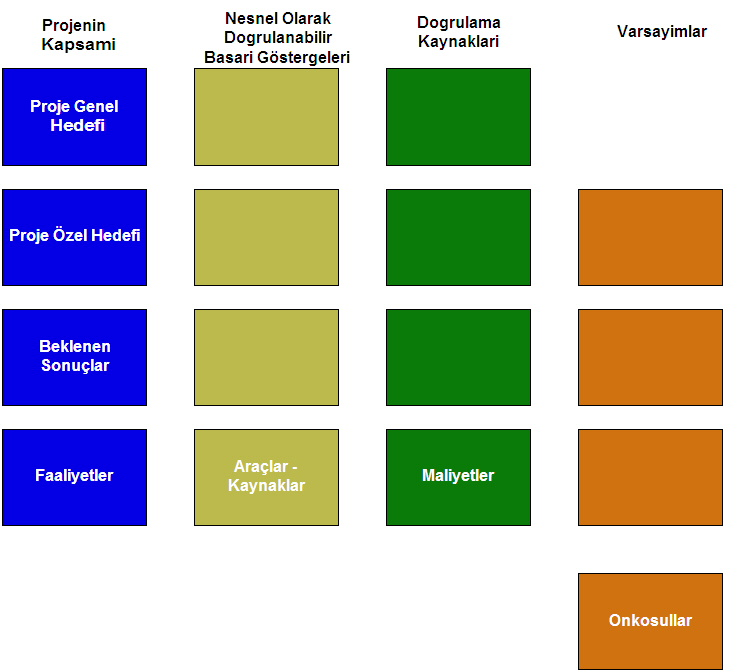 Projenin
Kapsami
Nesnel Olarak
Dogrulanabilir
Basari Göstergeleri
Dogrulama
Kaynaklari
Varsayimlar
Proje Genel
Hedefi
Proje Özel Hedefi
Beklenen
Sonuçlar
Faaliyetler
Araçlar -
Kaynaklar
Maliyetler
Onkosullar